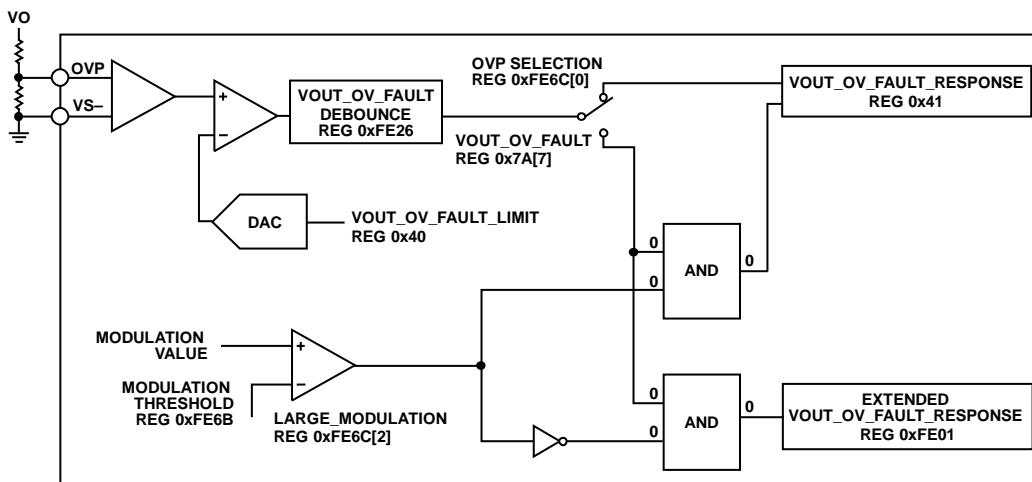 VO
OVP
VS–
+
–
VOUT_OV_FAULT
DEBOUNCE
REG 0xFE26
OVP SELECTION
REG 0xFE6C[0]
VOUT_OV_FAULT
REG 0x7A[7]
VOUT_OV_FAULT_RESPONSE
REG 0x41
DAC
VOUT_OV_FAULT_LIMIT
REG 0x40
0
0
AND
0
MODULATION
VALUE
+
–
MODULATION
THRESHOLD
REG 0xFE6B
LARGE_MODULATION
REG 0xFE6C[2]
0
0
AND
0
EXTENDED
VOUT_OV_FAULT_RESPONSE
REG 0xFE01